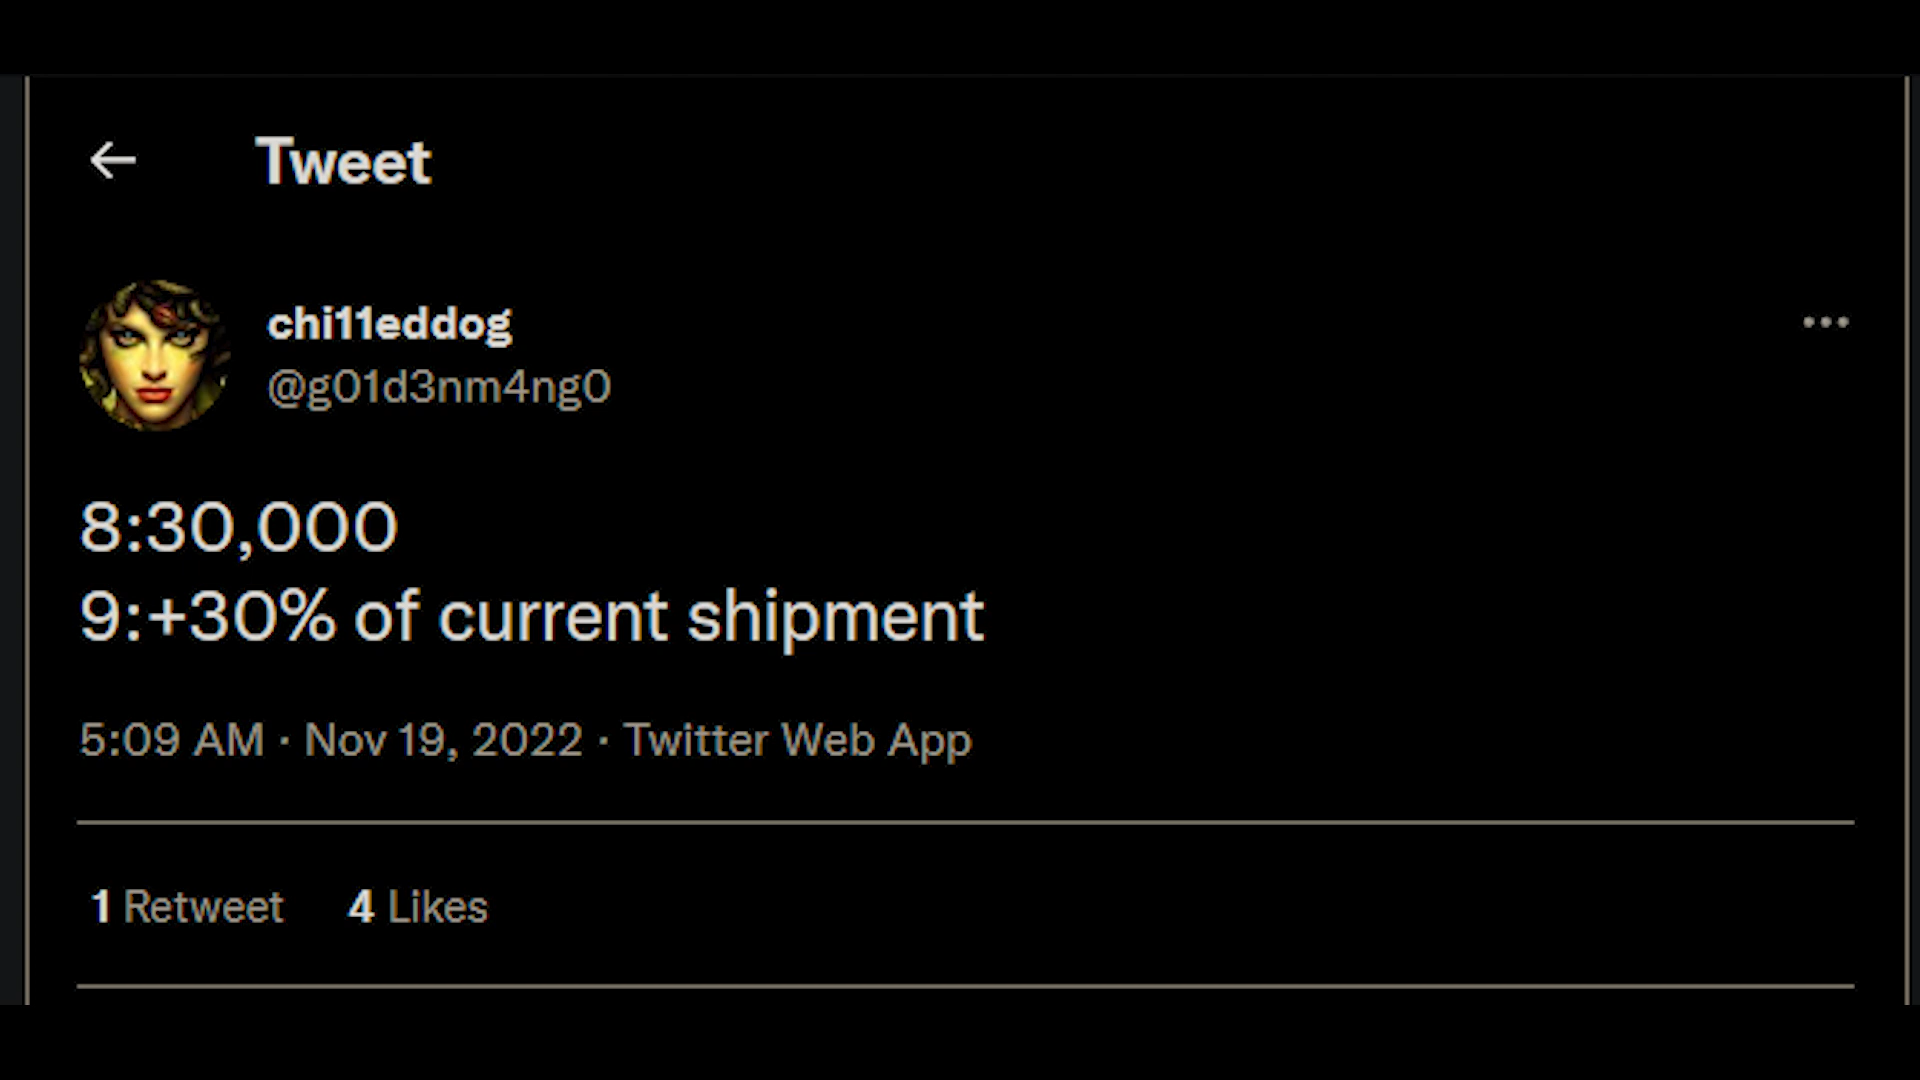 Tweet
chi11eddog
@g01d3nm4ng0
8:30,000
9:+30% of current shipment
5:09 AM · Nov 19, 2022 · Twitter Web App
1 Retweet 4 Likes